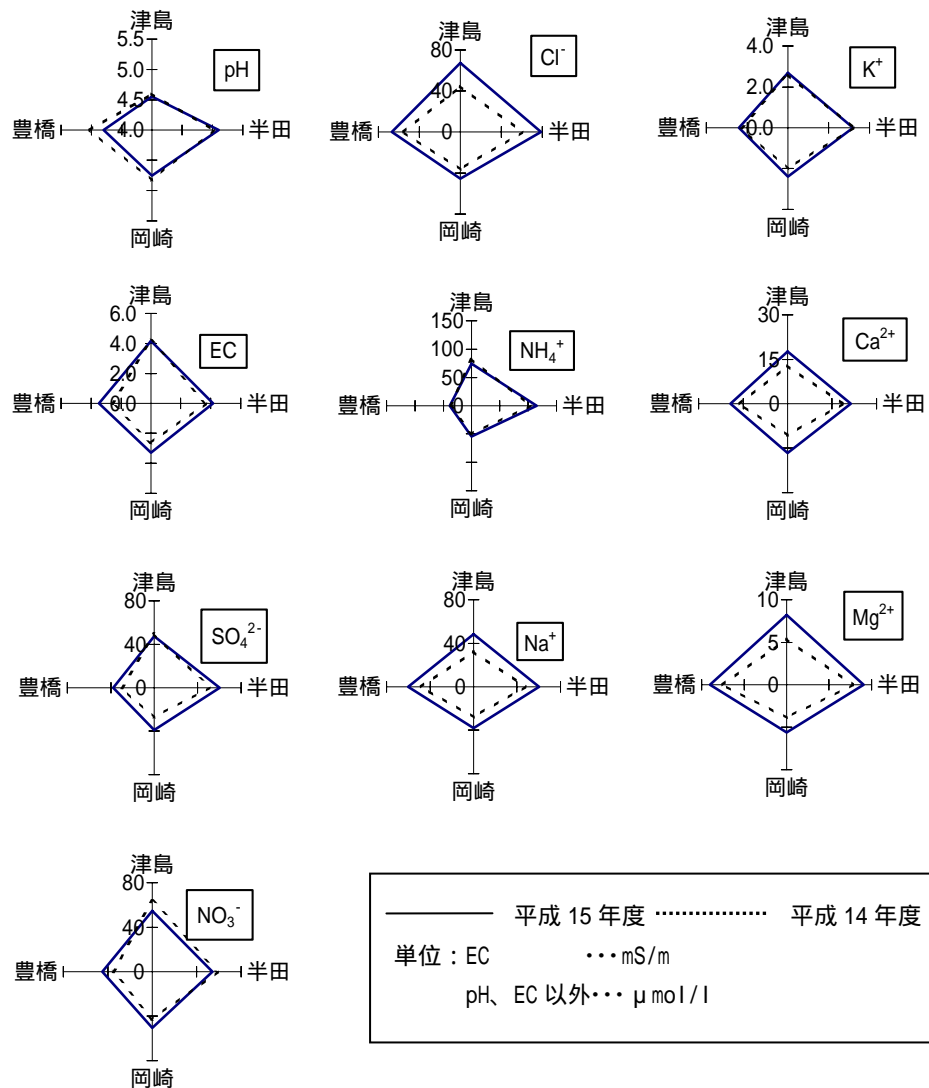 津島
5.5
5.0
4.5
4.0
pH
豊橋
半田
岡崎
津島
80
40
0
Cl⁻
豊橋
半田
岡崎
津島
4.0
2.0
0.0
K⁺
豊橋
半田
岡崎
津島
6.0
4.0
2.0
0.0
EC
豊橋
半田
岡崎
津島
150
100
50
0
NH₄⁺
豊橋
半田
岡崎
津島
30
15
0
Ca²⁺
豊橋
半田
岡崎
津島
80
40
0
SO₄²⁻
豊橋
半田
岡崎
津島
80
40
0
Na⁺
豊橋
半田
岡崎
津島
10
5
0
Mg²⁺
豊橋
半田
岡崎
津島
80
40
0
NO₃⁻
豊橋
半田
岡崎
平成 15 年度 平成 14 年度
単位：EC ･･･mS/m
pH、EC 以外･･･ μmol/l